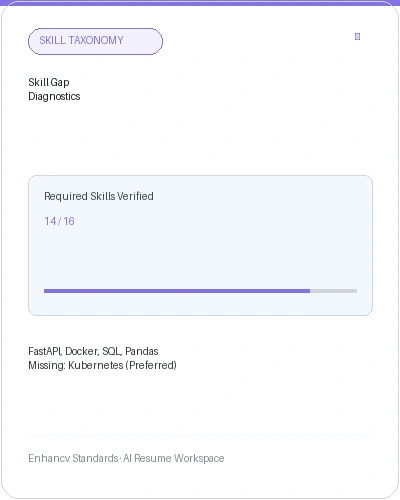 SKILL TAXONOMY
Skill Gap
Diagnostics
Required Skills Verified
14 / 16
FastAPI, Docker, SQL, Pandas
Missing: Kubernetes (Preferred)
Enhancv Standards · AI Resume Workspace